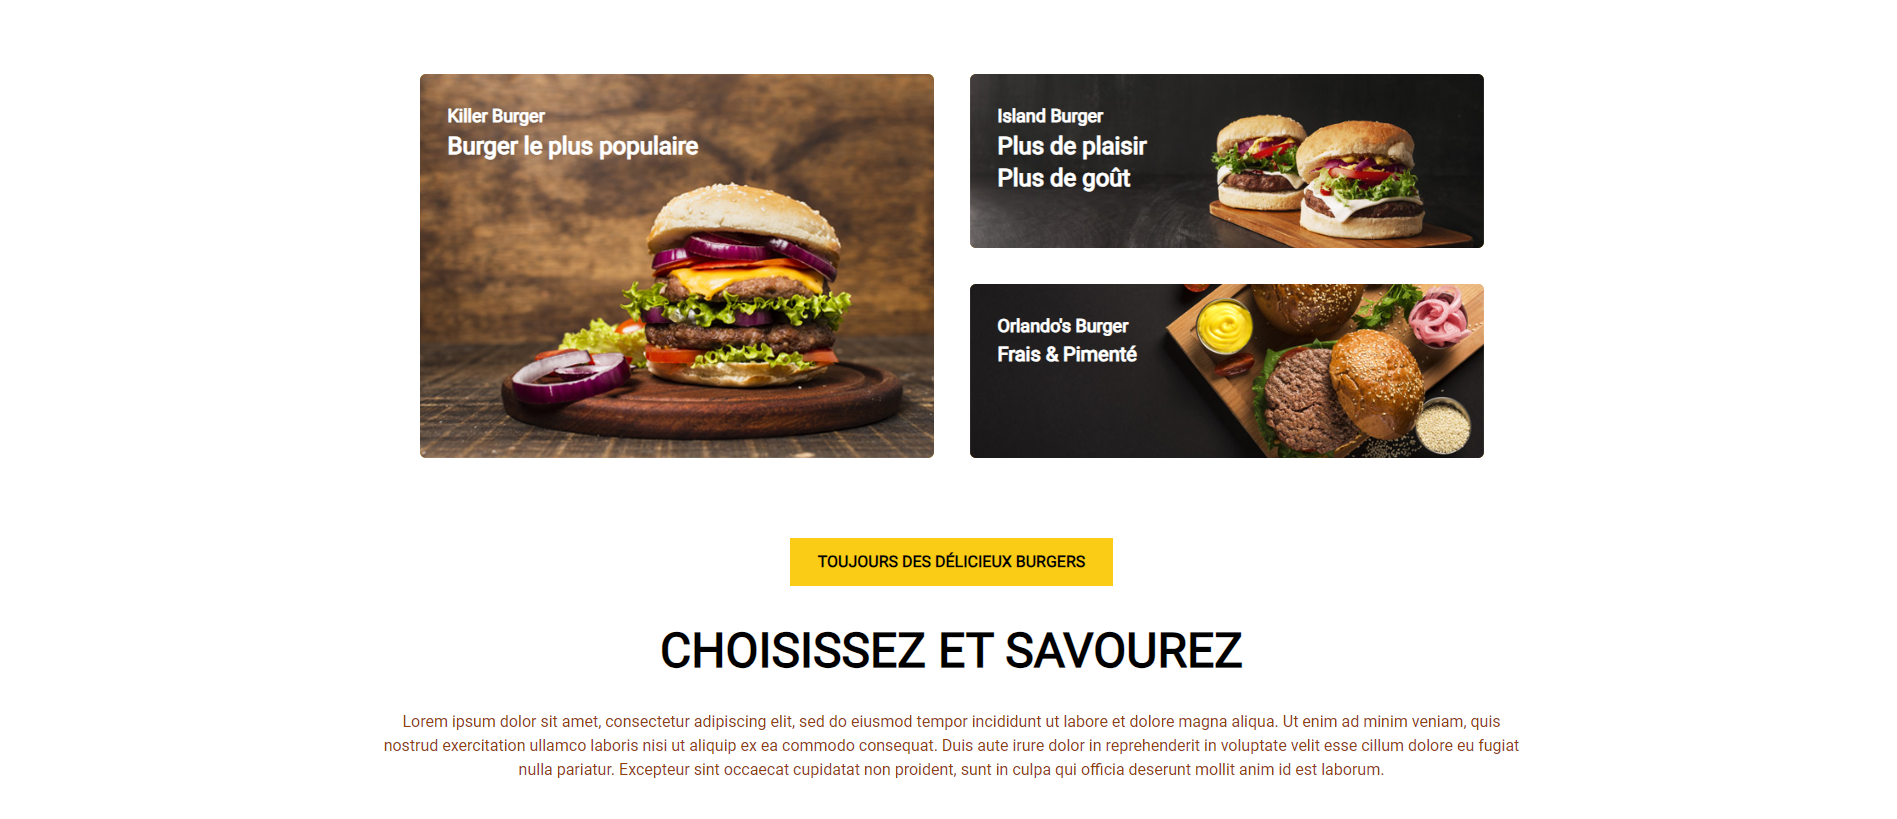 Killer Burger
Burger le plus populaire
Island Burger
Plus de plaisir
Plus de goût
Orlando's Burger
Frais & Pimenté
TOUJOURS DES DÉLICIEUX BURGERS
CHOISISSEZ ET SAVOUREZ
Lorem ipsum dolor sit amet, consectetur adipiscing elit, sed do eiusmod tempor incididunt ut labore et dolore magna aliqua. Ut enim ad minim veniam, quis
nostrud exercitation ullamco laboris nisi ut aliquip ex ea commodo consequat. Duis aute irure dolor in reprehenderit in voluptate velit esse cillum dolore eu fugiat
nulla pariatur. Excepteur sint occaecat cupidatat non proident, sunt in culpa qui officia deserunt mollit anim id est laborum.